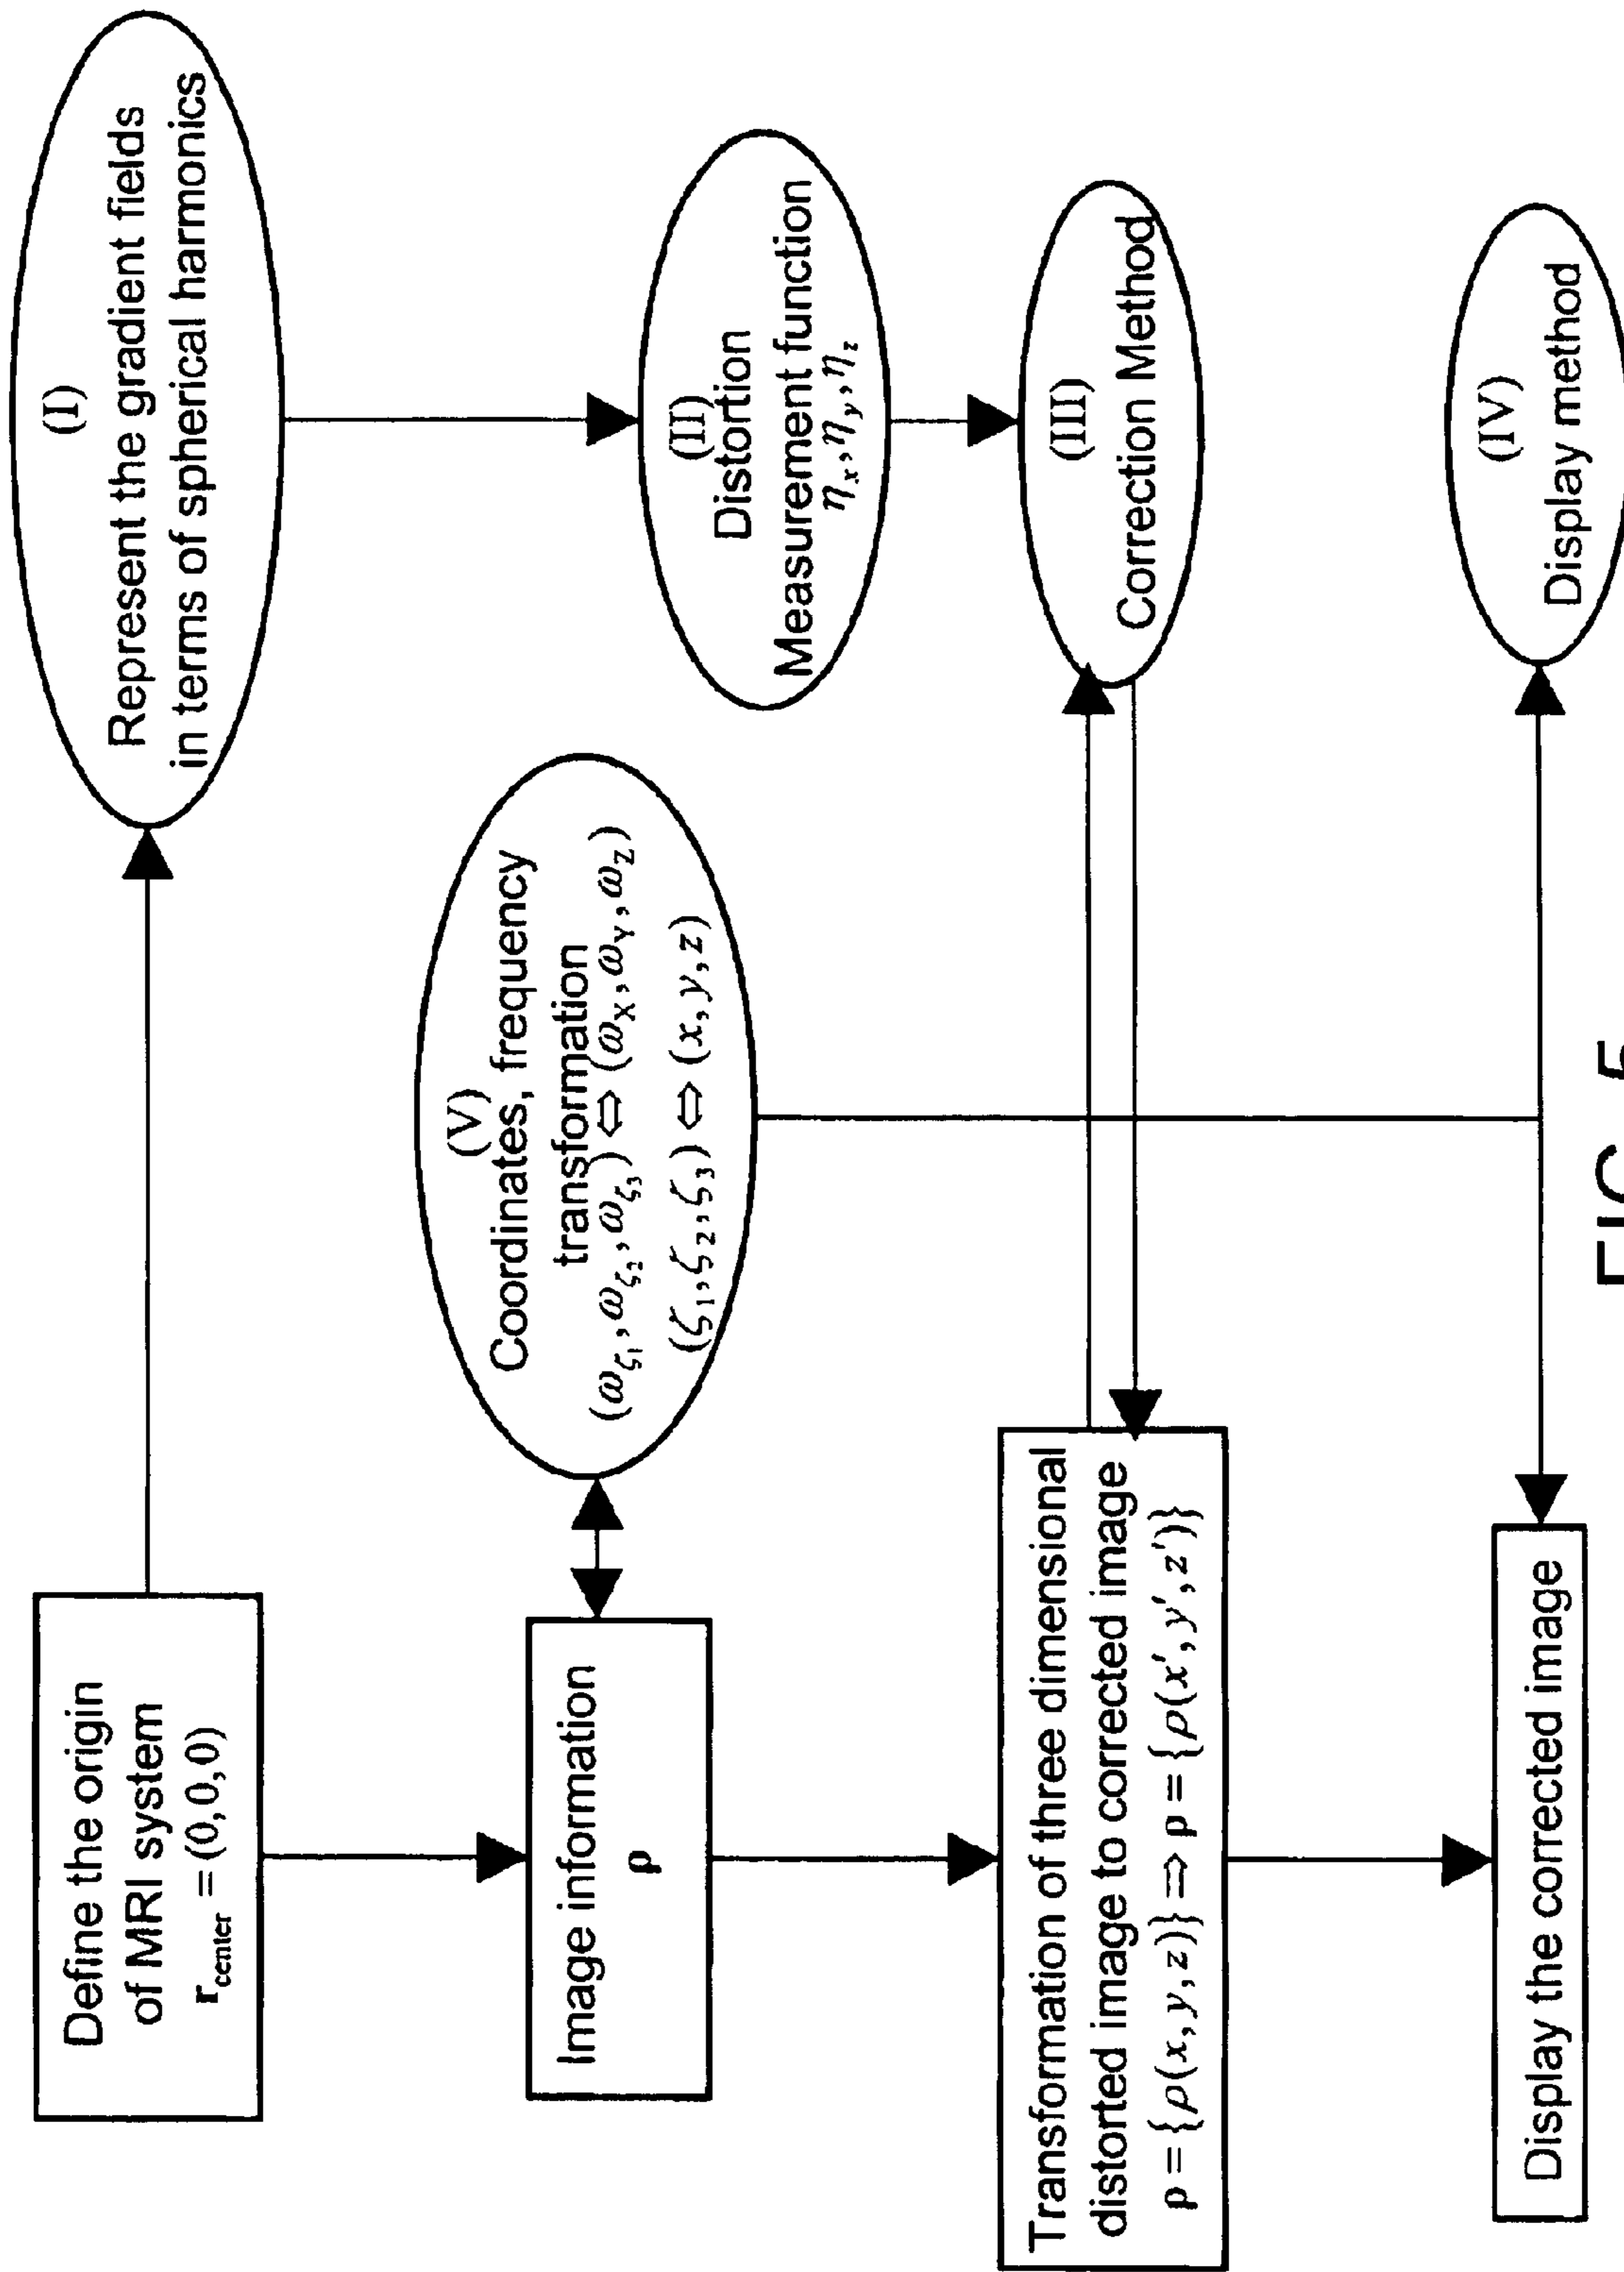 Define the origin
of MRI system
r_center = (0,0,0)
(I)
Represent the gradient fields
in terms of spherical harmonics
Image information
ρ
(V)
Coordinates, frequency
transformation
(ω_ζ₁, ω_ζ₂, ω_ζ₃) ⇔ (ω_X, ω_Y, ω_Z)
(ζ₁, ζ₂, ζ₃) ⇔ (x, y, z)
(II)
Distortion
Measurement function
η_x, η_y, η_z
Transformation of three dimensional
distorted image to corrected image
ρ = {ρ(x, y, z)} ⇒ ρ = {ρ(x', y', z')}
(III)
Correction Method
Display the corrected image
(IV)
Display method
FIG. 5